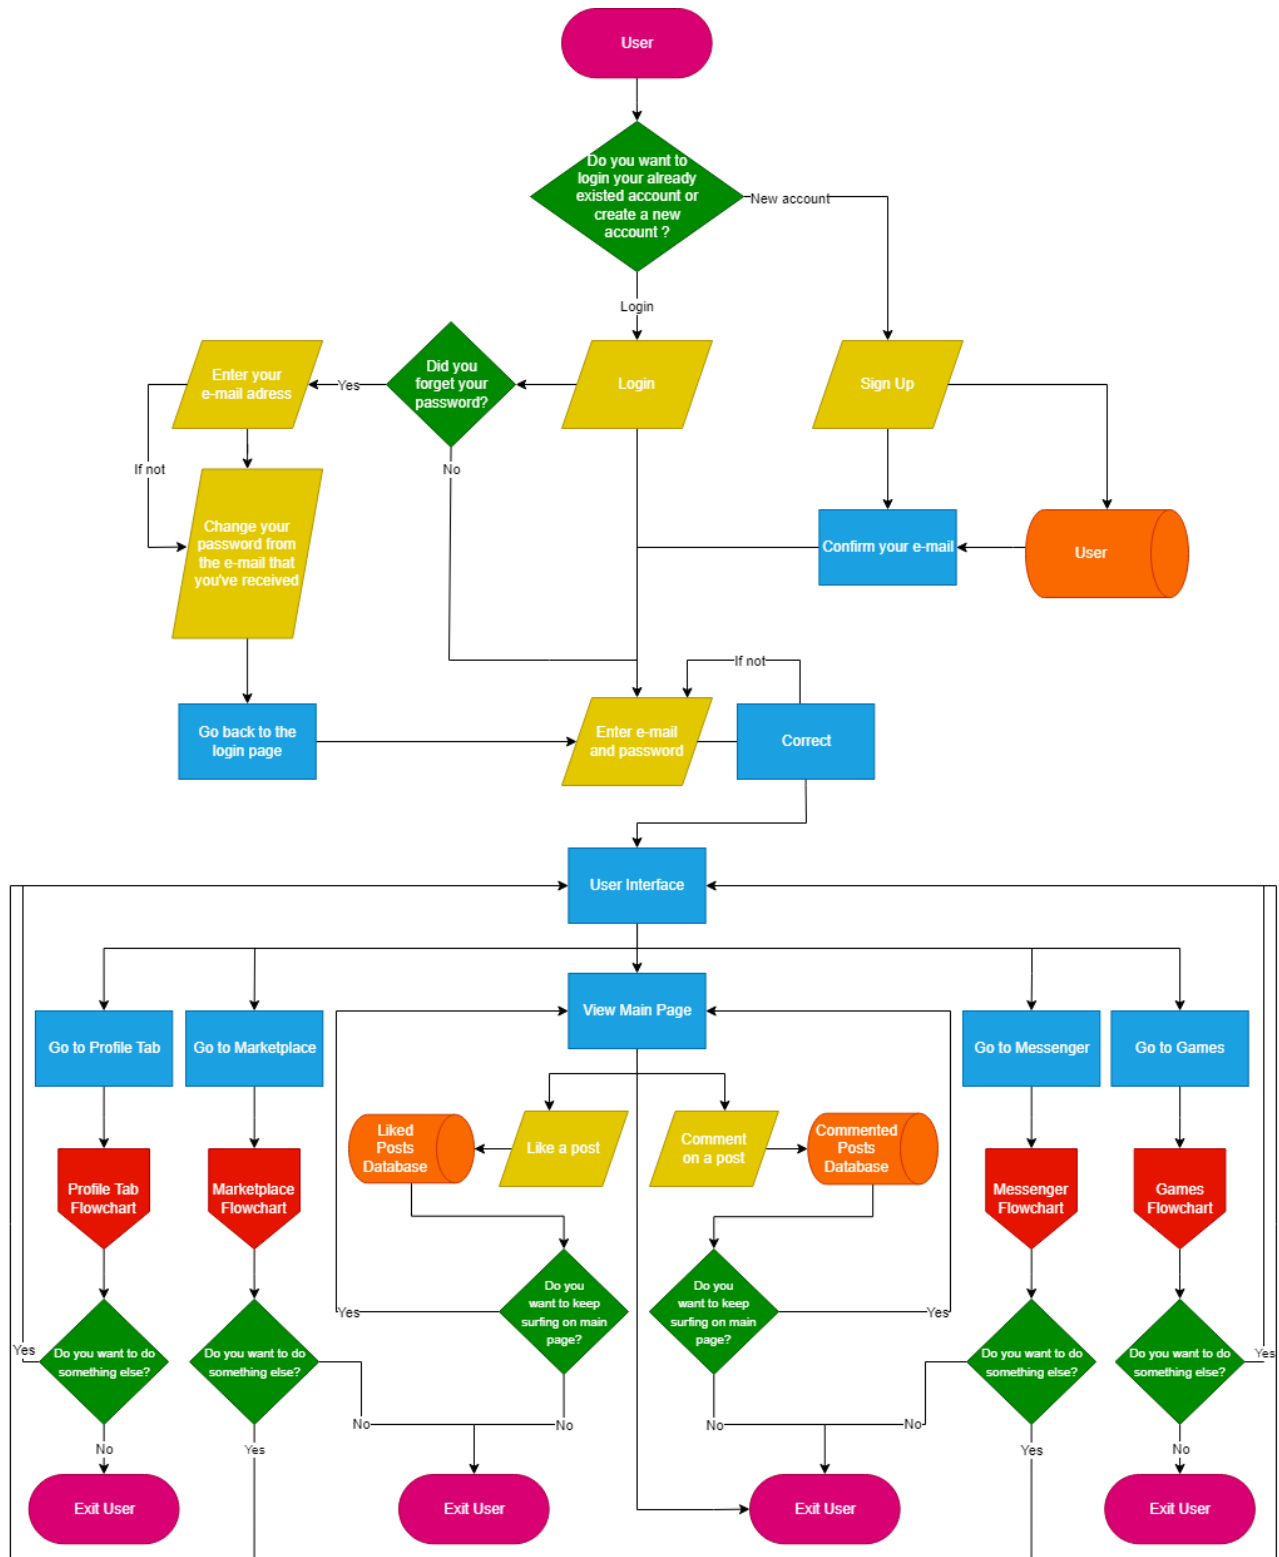 User
Do you want to
login your already
existed account or
create a new
account ?
New account
Login
Did you
forget your
password?
Yes
Enter your
e-mail adress
Login
Sign Up
If not
No
Change your
password from
the e-mail that
you've received
Confirm your e-mail
User
If not
Go back to the
login page
Enter e-mail
and password
Correct
User Interface
View Main Page
Go to Profile Tab
Go to Marketplace
Go to Messenger
Go to Games
Liked
Posts
Database
Like a post
Comment
on a post
Commented
Posts
Database
Profile Tab
Flowchart
Marketplace
Flowchart
Messenger
Flowchart
Games
Flowchart
Do you
want to keep
surfing on main
page?
Yes
Do you
want to keep
surfing on main
page?
Yes
Yes
Do you want to do
something else?
Do you want to do
something else?
Do you want to do
something else?
Do you want to do
something else?
Yes
No
No
No
No
No
Yes
Yes
No
Exit User
Exit User
Exit User
Exit User